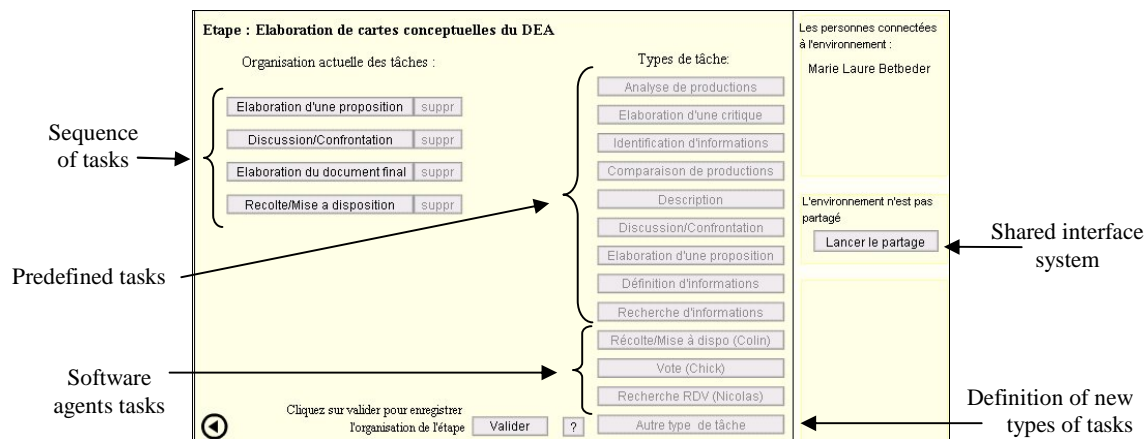 Etape : Elaboration de cartes conceptuelles du DEA
Organisation actuelle des tâches :
Elaboration d'une proposition suppr
Discussion/Confrontation suppr
Elaboration du document final suppr
Recolte/Mise a disposition suppr
Types de tâche:
Analyse de productions
Elaboration d'une critique
Identification d'informations
Comparaison de productions
Description
Discussion/Confrontation
Elaboration d'une proposition
Définition d'informations
Recherche d'informations
Récolte/Mise à dispo (Colin)
Vote (Chick)
Recherche RDV (Nicolas)
Autre type de tâche
Cliquez sur valider pour enregistrer
l'organisation de l'étape Valider ?
Les personnes connectées
à l'environnement :
Marie Laure Betbeder
L'environnement n'est pas
partagé
Lancer le partage
Sequence
of tasks
Predefined tasks
Software
agents tasks
Shared interface
system
Definition of new
types of tasks